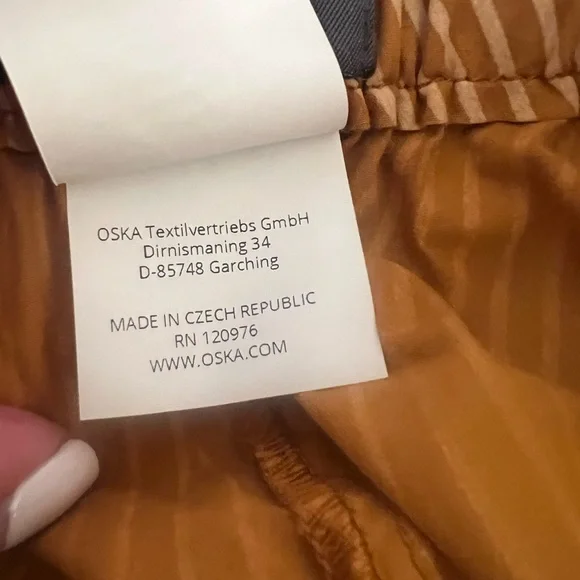 OSKA Textilvertriebs GmbH
Dirnismaning 34
D-85748 Garching
MADE IN CZECH REPUBLIC
RN 120976
WWW.OSKA.COM